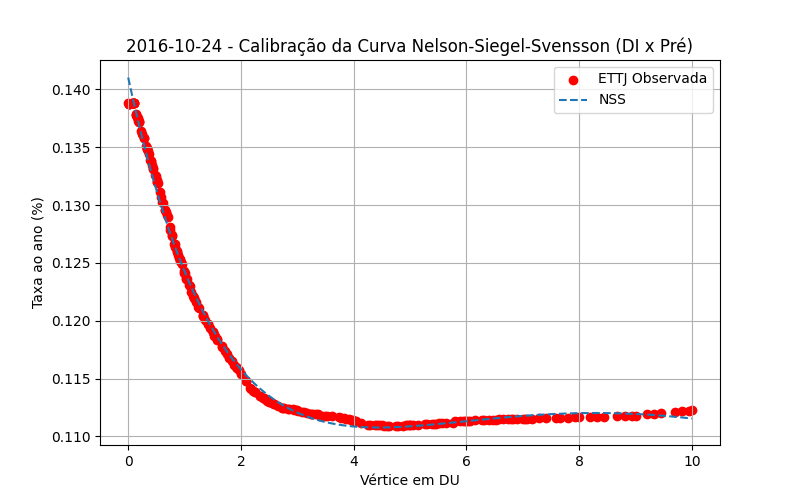 2016-10-24 - Calibração da Curva Nelson-Siegel-Svensson (DI x Pré)
ETTJ Observada
NSS
Taxa ao ano (%)
0.140
0.135
0.130
0.125
0.120
0.115
0.110
0 2 4 6 8 10
Vértice em DU